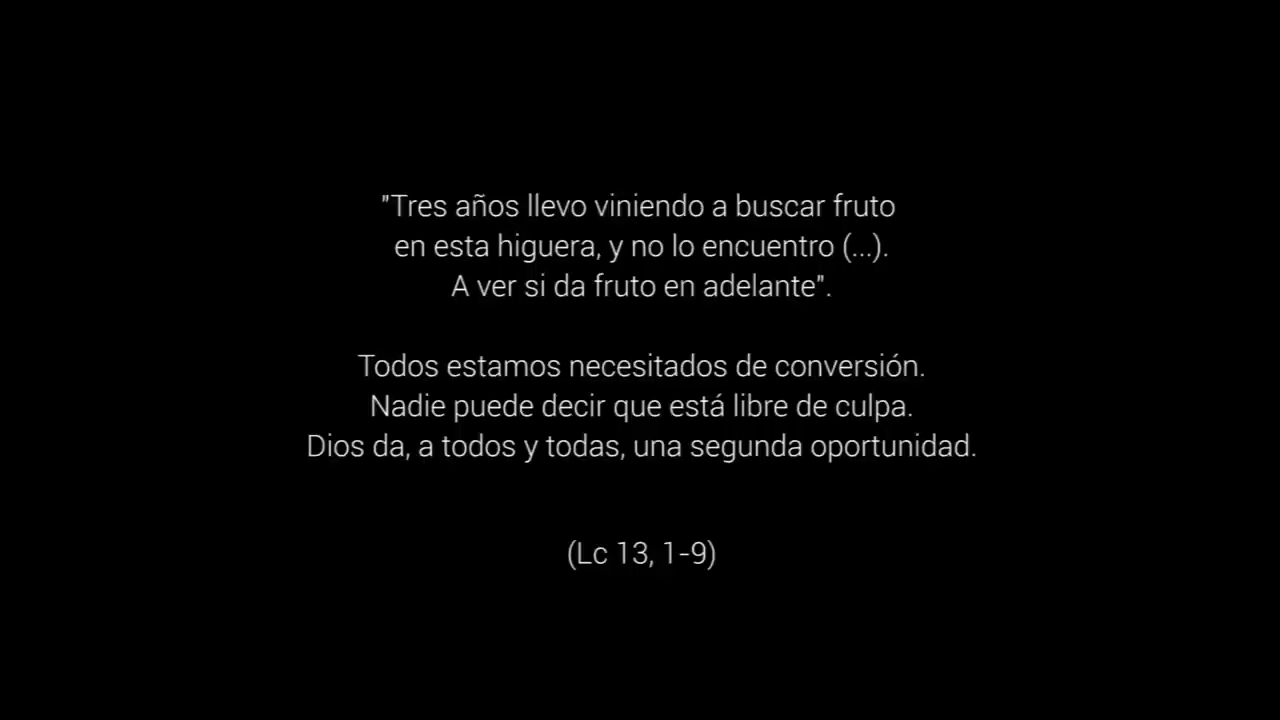 "Tres años llevo viniendo a buscar fruto
en esta higuera, y no lo encuentro (...).
A ver si da fruto en adelante".
Todos estamos necesitados de conversión.
Nadie puede decir que está libre de culpa.
Dios da, a todos y todas, una segunda oportunidad.
(Lc 13, 1-9)